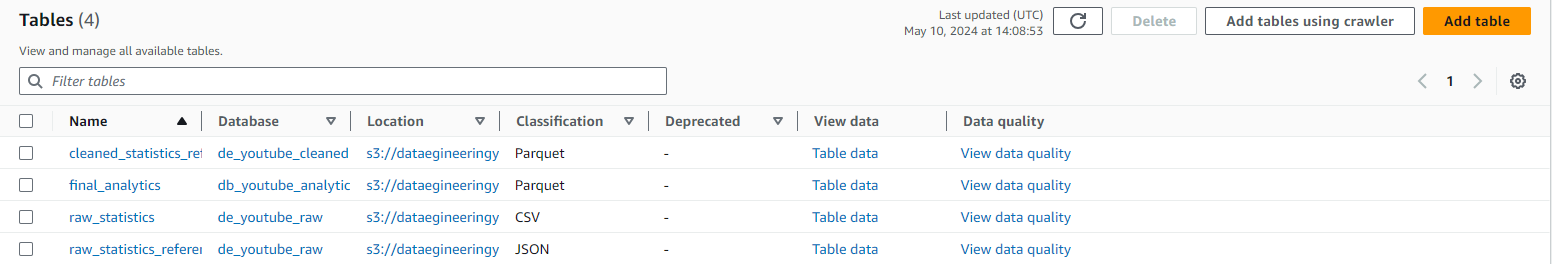 Tables (4)
Last updated (UTC)
May 10, 2024 at 14:08:53
Delete
Add tables using crawler
Add table
View and manage all available tables.
Filter tables
1
Name Database Location Classification Deprecated View data Data quality
cleaned_statistics_ref de_youtube_cleaned s3://dataegineeringy Parquet - Table data View data quality
final_analytics db_youtube_analytic s3://dataegineeringy Parquet - Table data View data quality
raw_statistics de_youtube_raw s3://dataegineeringy CSV - Table data View data quality
raw_statistics_referen de_youtube_raw s3://dataegineeringy JSON - Table data View data quality